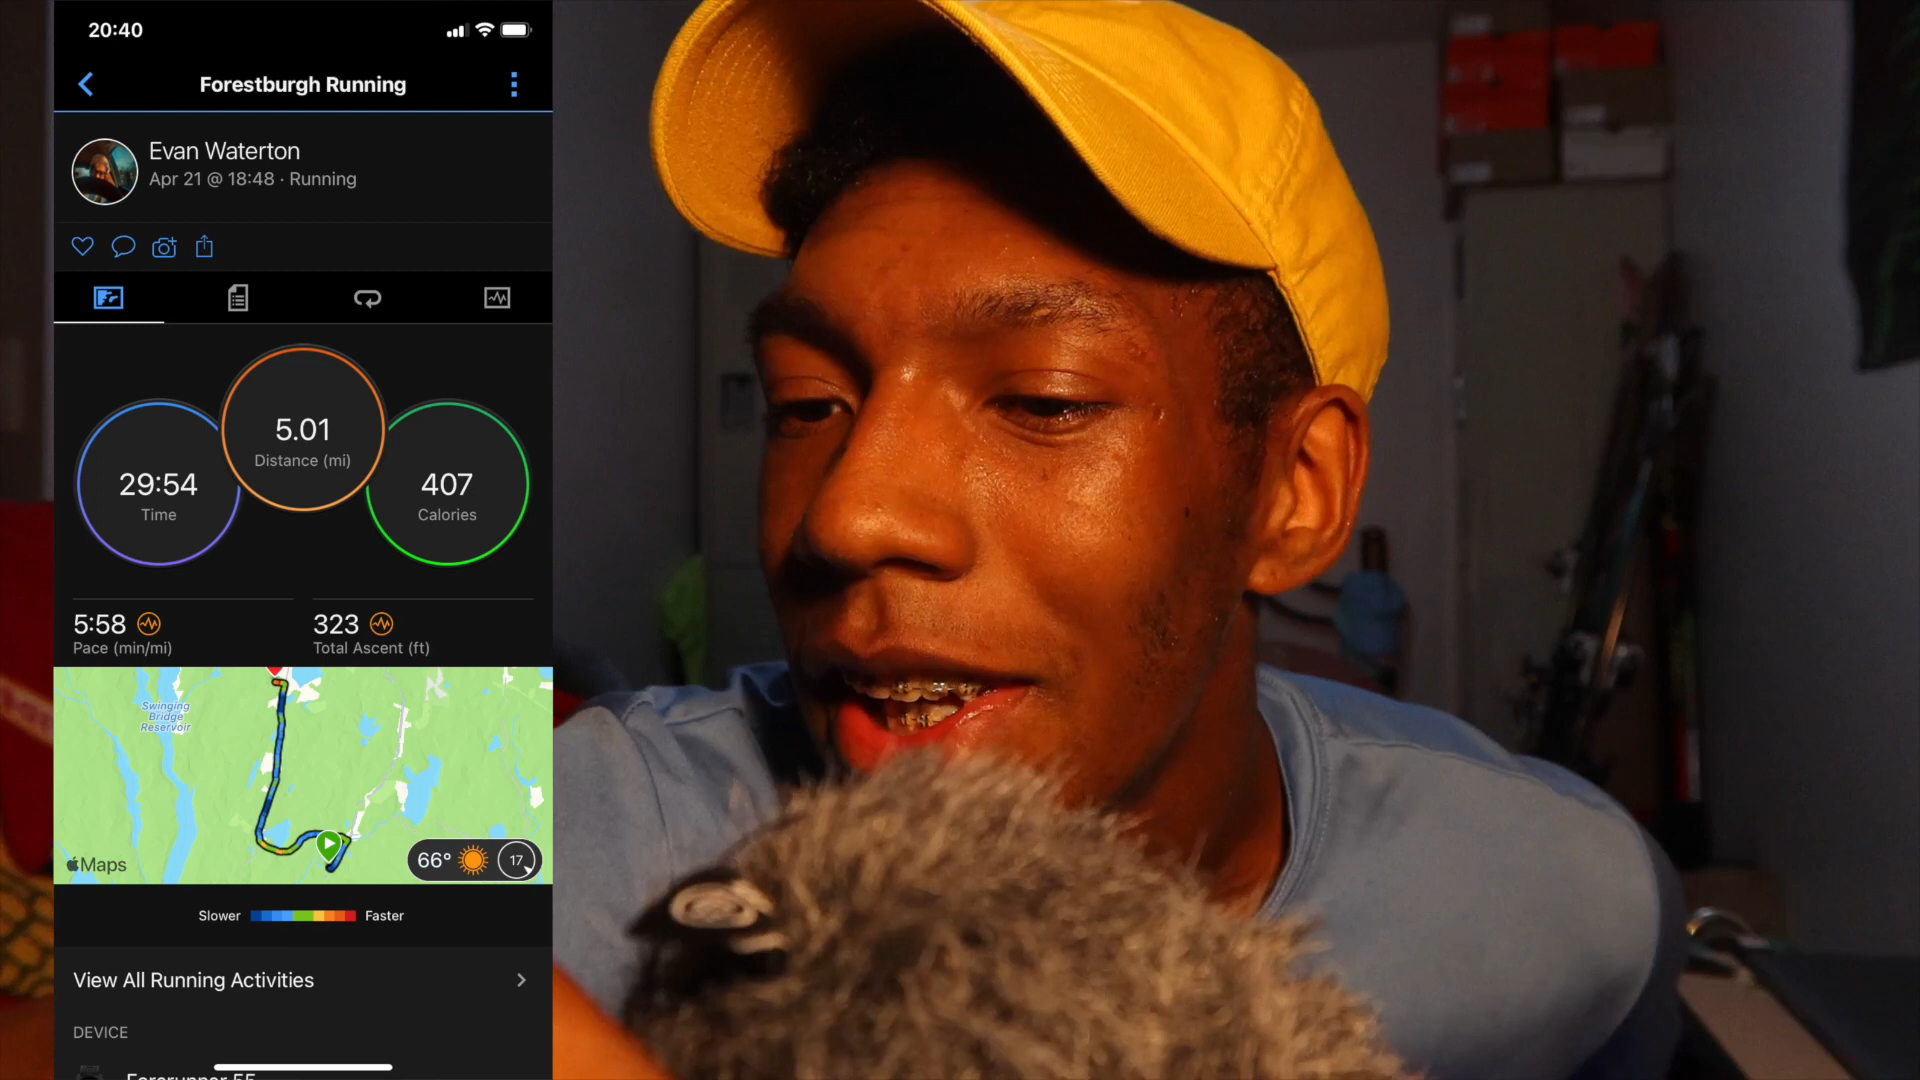 20:40
Forestburgh Running
Evan Waterton
Apr 21 @ 18:48 · Running
5.01
Distance (mi)
29:54
Time
407
Calories
5:58
Pace (min/mi)
323
Total Ascent (ft)
Swinging
Bridge
Reservoir
Maps
66°
17
Slower
Faster
View All Running Activities
DEVICE
Forerunner 55